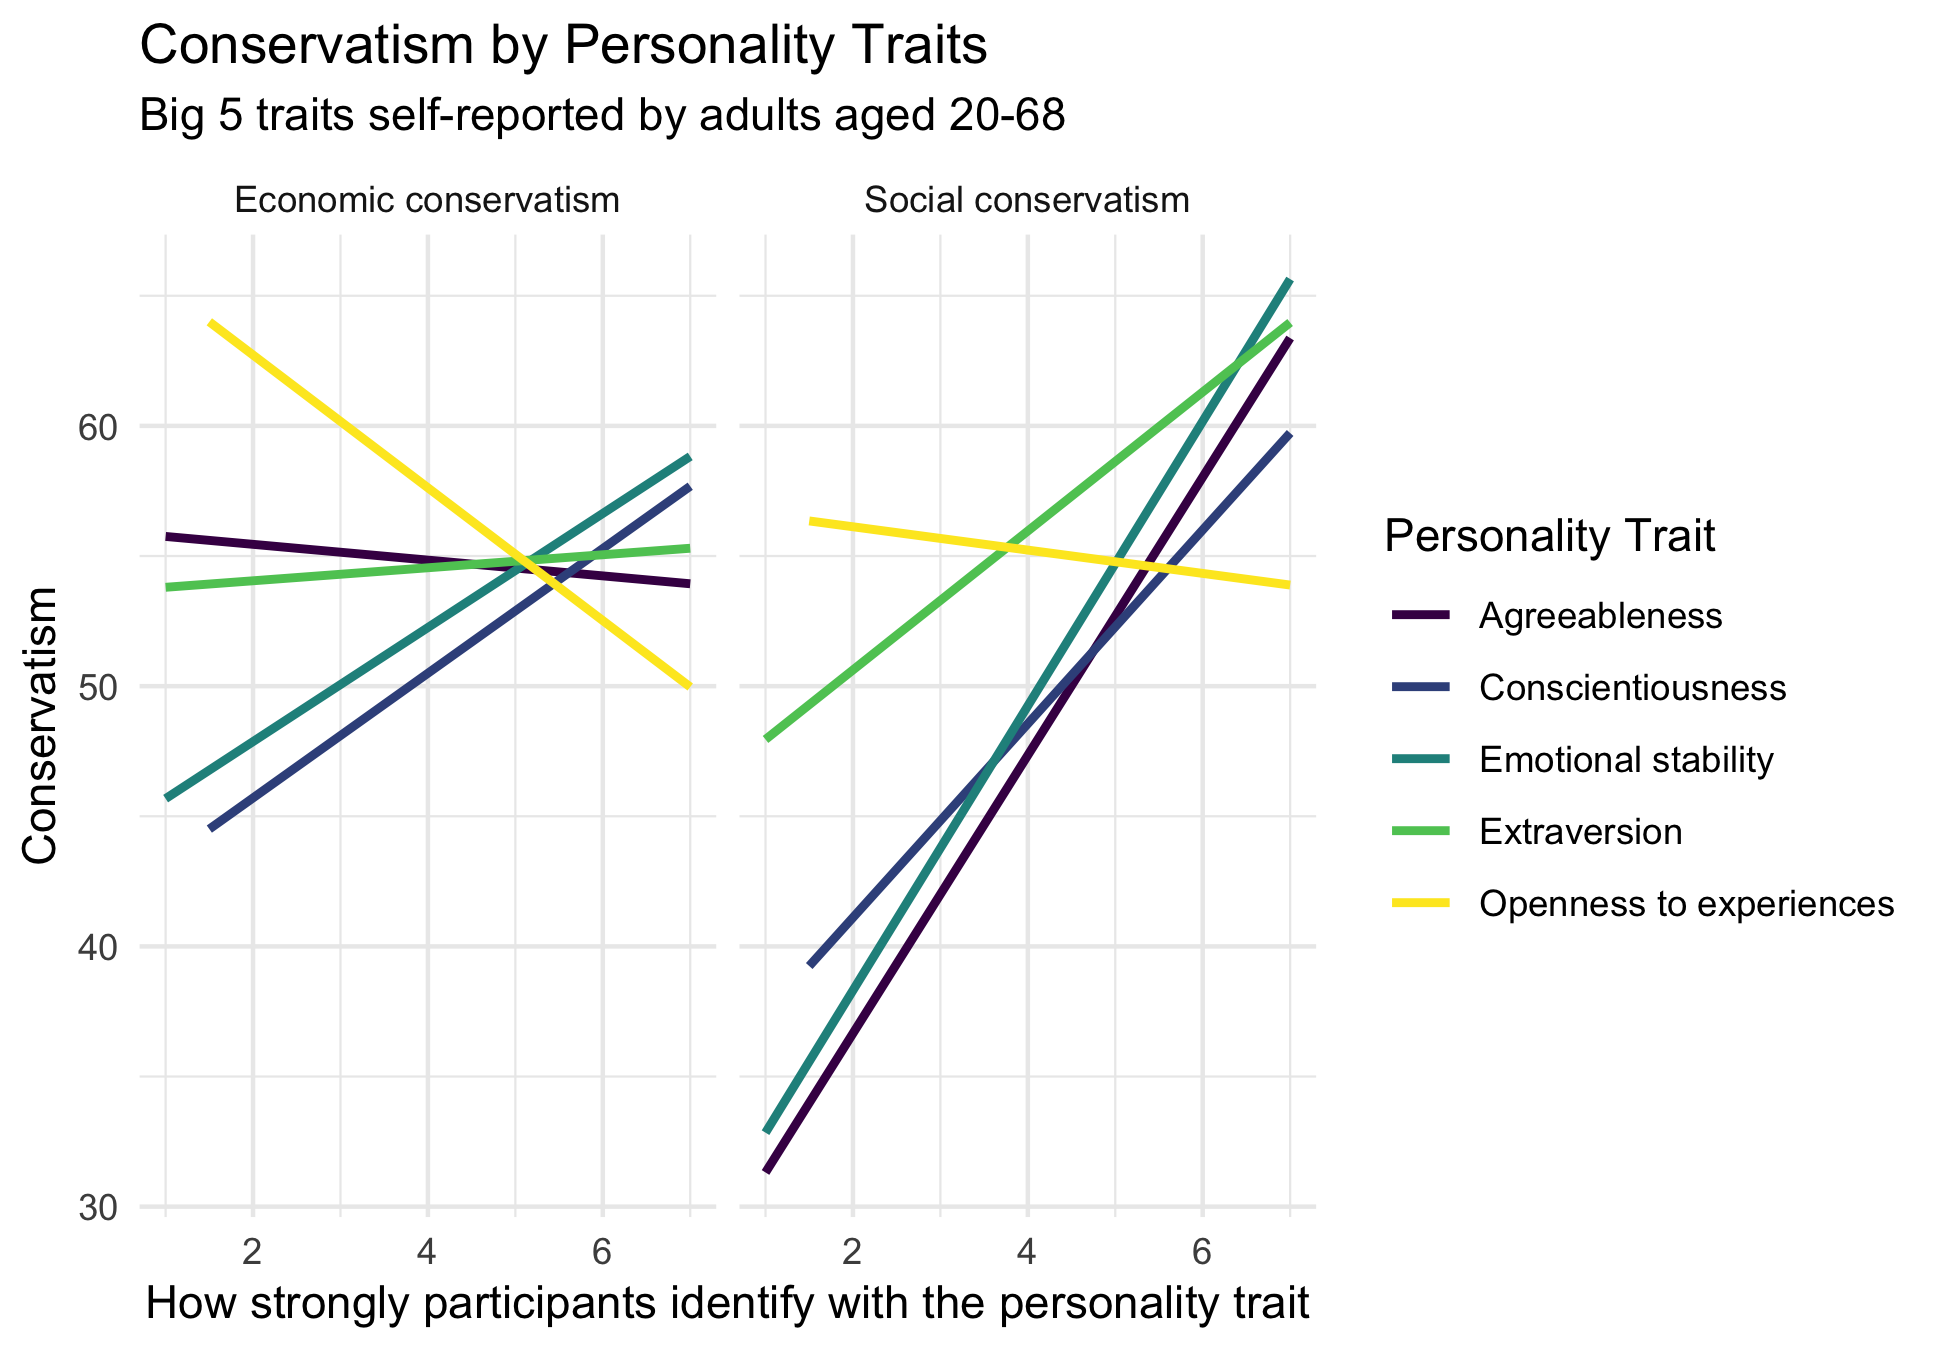 Conservatism by Personality Traits
Big 5 traits self-reported by adults aged 20-68
Economic conservatism
Social conservatism
Conservatism
60
50
40
30
2
4
6
2
4
6
How strongly participants identify with the personality trait
Personality Trait
Agreeableness
Conscientiousness
Emotional stability
Extraversion
Openness to experiences